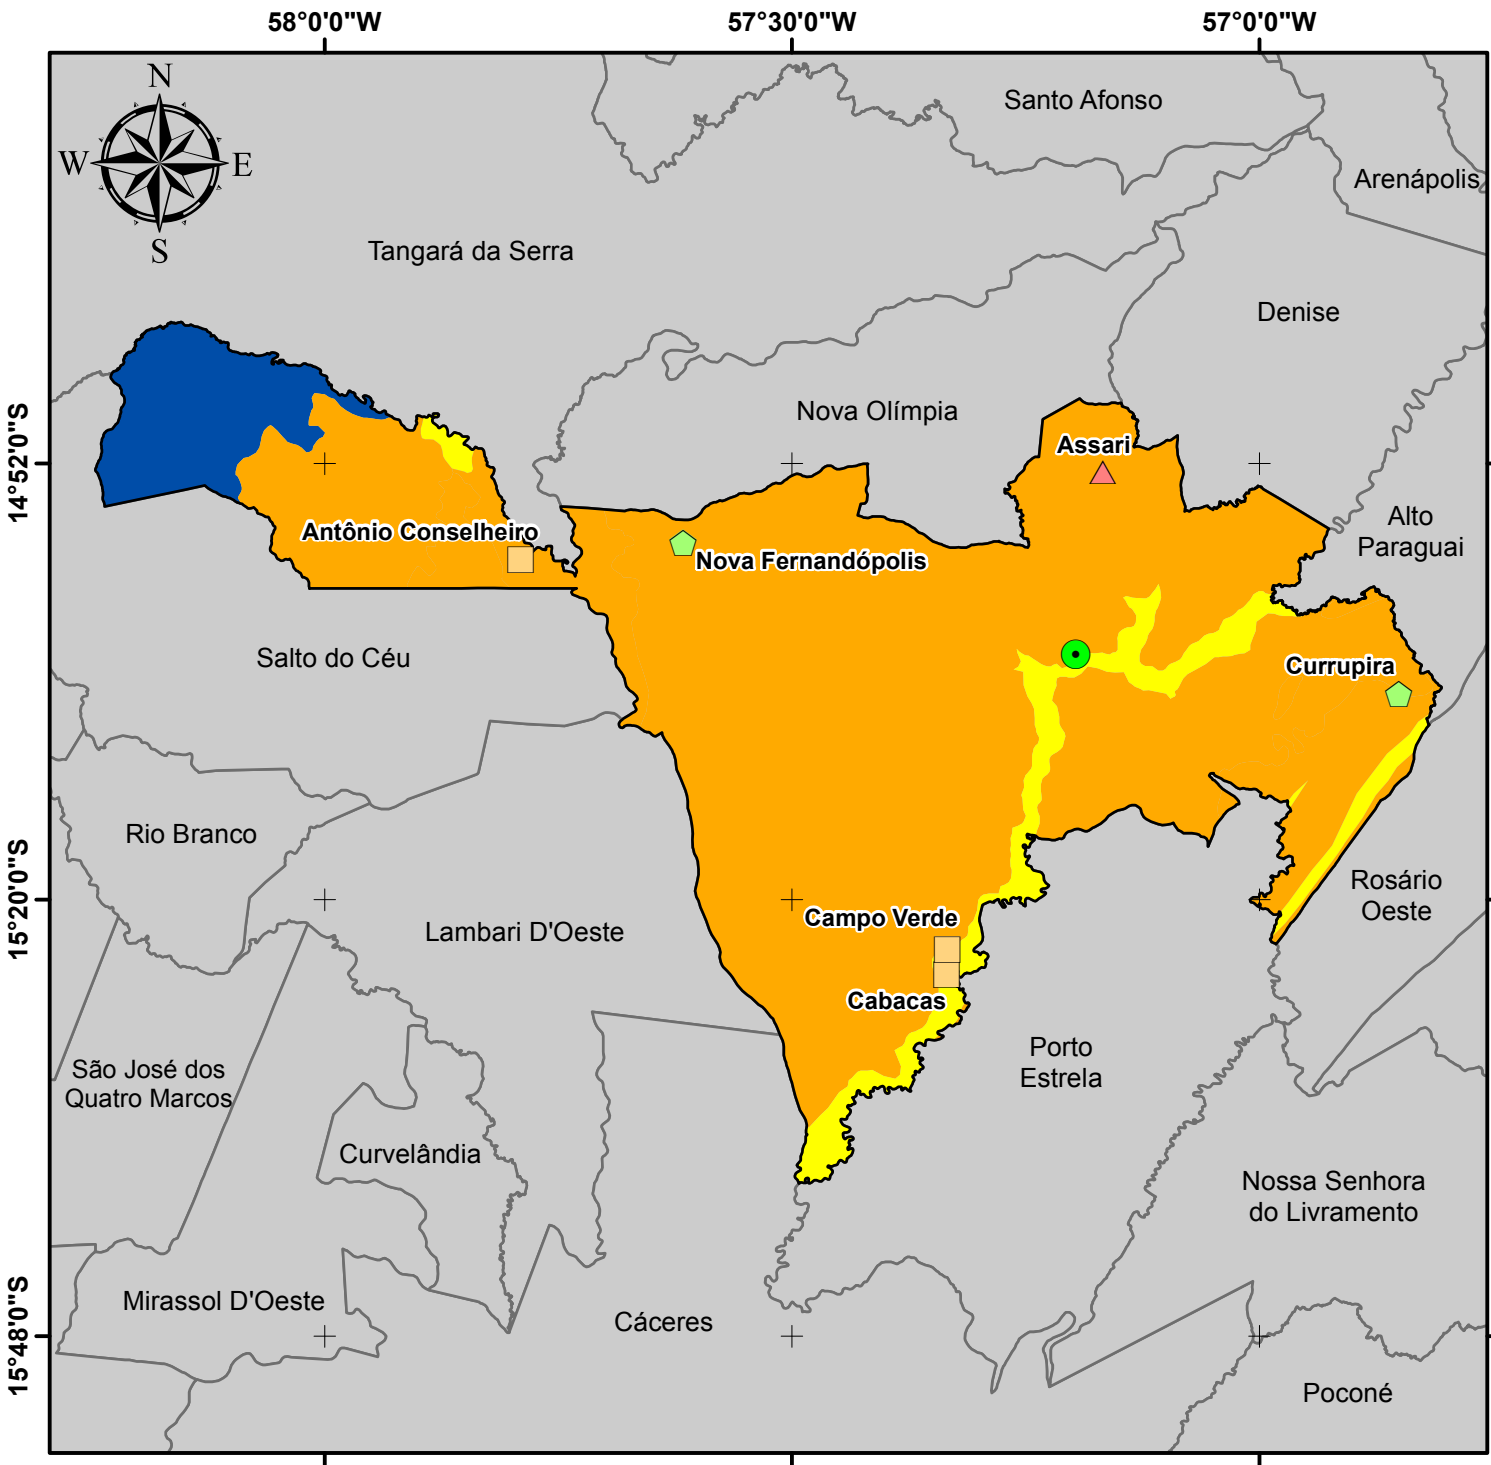 58°0'0"W
57°30'0"W
57°0'0"W
N
W
E
S
Santo Afonso
Arenápolis
Tangará da Serra
Denise
Nova Olímpia
14°52'0"S
Assari
Alto
Paraguai
Antônio Conselheiro
Nova Fernandópolis
Salto do Céu
Currupira
Rio Branco
Rosário
Oeste
15°20'0"S
Campo Verde
Lambari D'Oeste
Cabacas
Porto
Estrela
São José dos
Quatro Marcos
Curvelândia
Nossa Senhora
do Livramento
Mirassol D'Oeste
Cáceres
15°48'0"S
Poconé